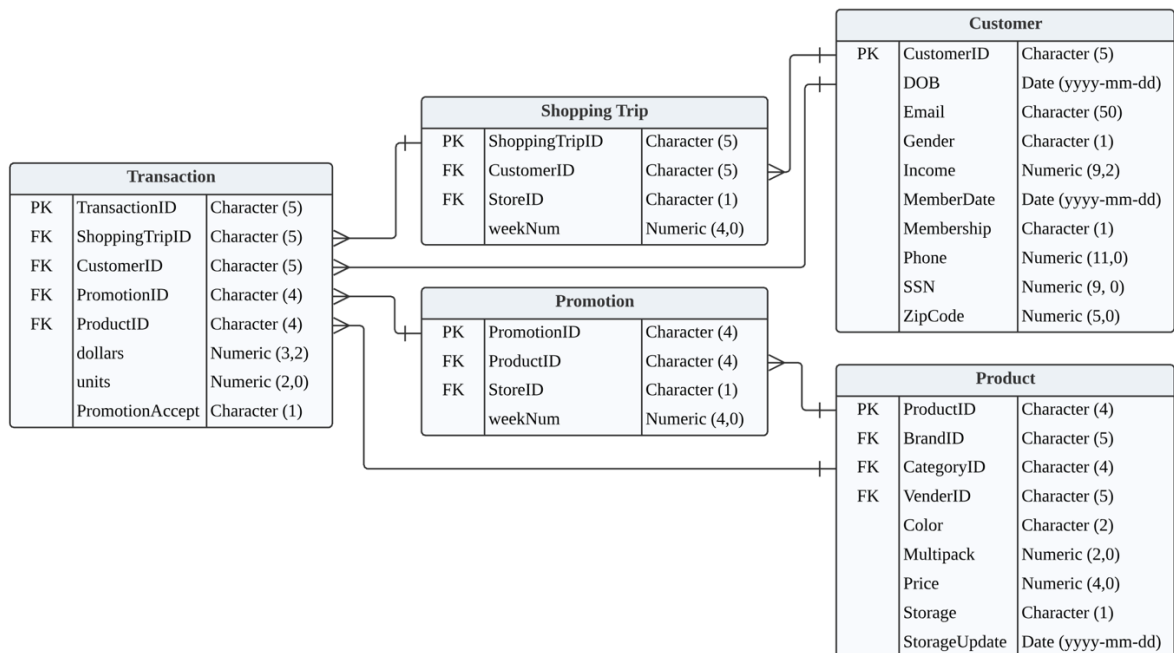 Transaction
PK TransactionID Character (5)
FK ShoppingTripID Character (5)
FK CustomerID Character (5)
FK PromotionID Character (4)
FK ProductID Character (4)
dollars Numeric (3,2)
units Numeric (2,0)
PromotionAccept Character (1)
Shopping Trip
PK ShoppingTripID Character (5)
FK CustomerID Character (5)
FK StoreID Character (1)
weekNum Numeric (4,0)
Promotion
PK PromotionID Character (4)
FK ProductID Character (4)
FK StoreID Character (1)
weekNum Numeric (4,0)
Customer
PK CustomerID Character (5)
DOB Date (yyyy-mm-dd)
Email Character (50)
Gender Character (1)
Income Numeric (9,2)
MemberDate Date (yyyy-mm-dd)
Membership Character (1)
Phone Numeric (11,0)
SSN Numeric (9, 0)
ZipCode Numeric (5,0)
Product
PK ProductID Character (4)
FK BrandID Character (5)
FK CategoryID Character (4)
FK VenderID Character (5)
Color Character (2)
Multipack Numeric (2,0)
Price Numeric (4,0)
Storage Character (1)
StorageUpdate Date (yyyy-mm-dd)